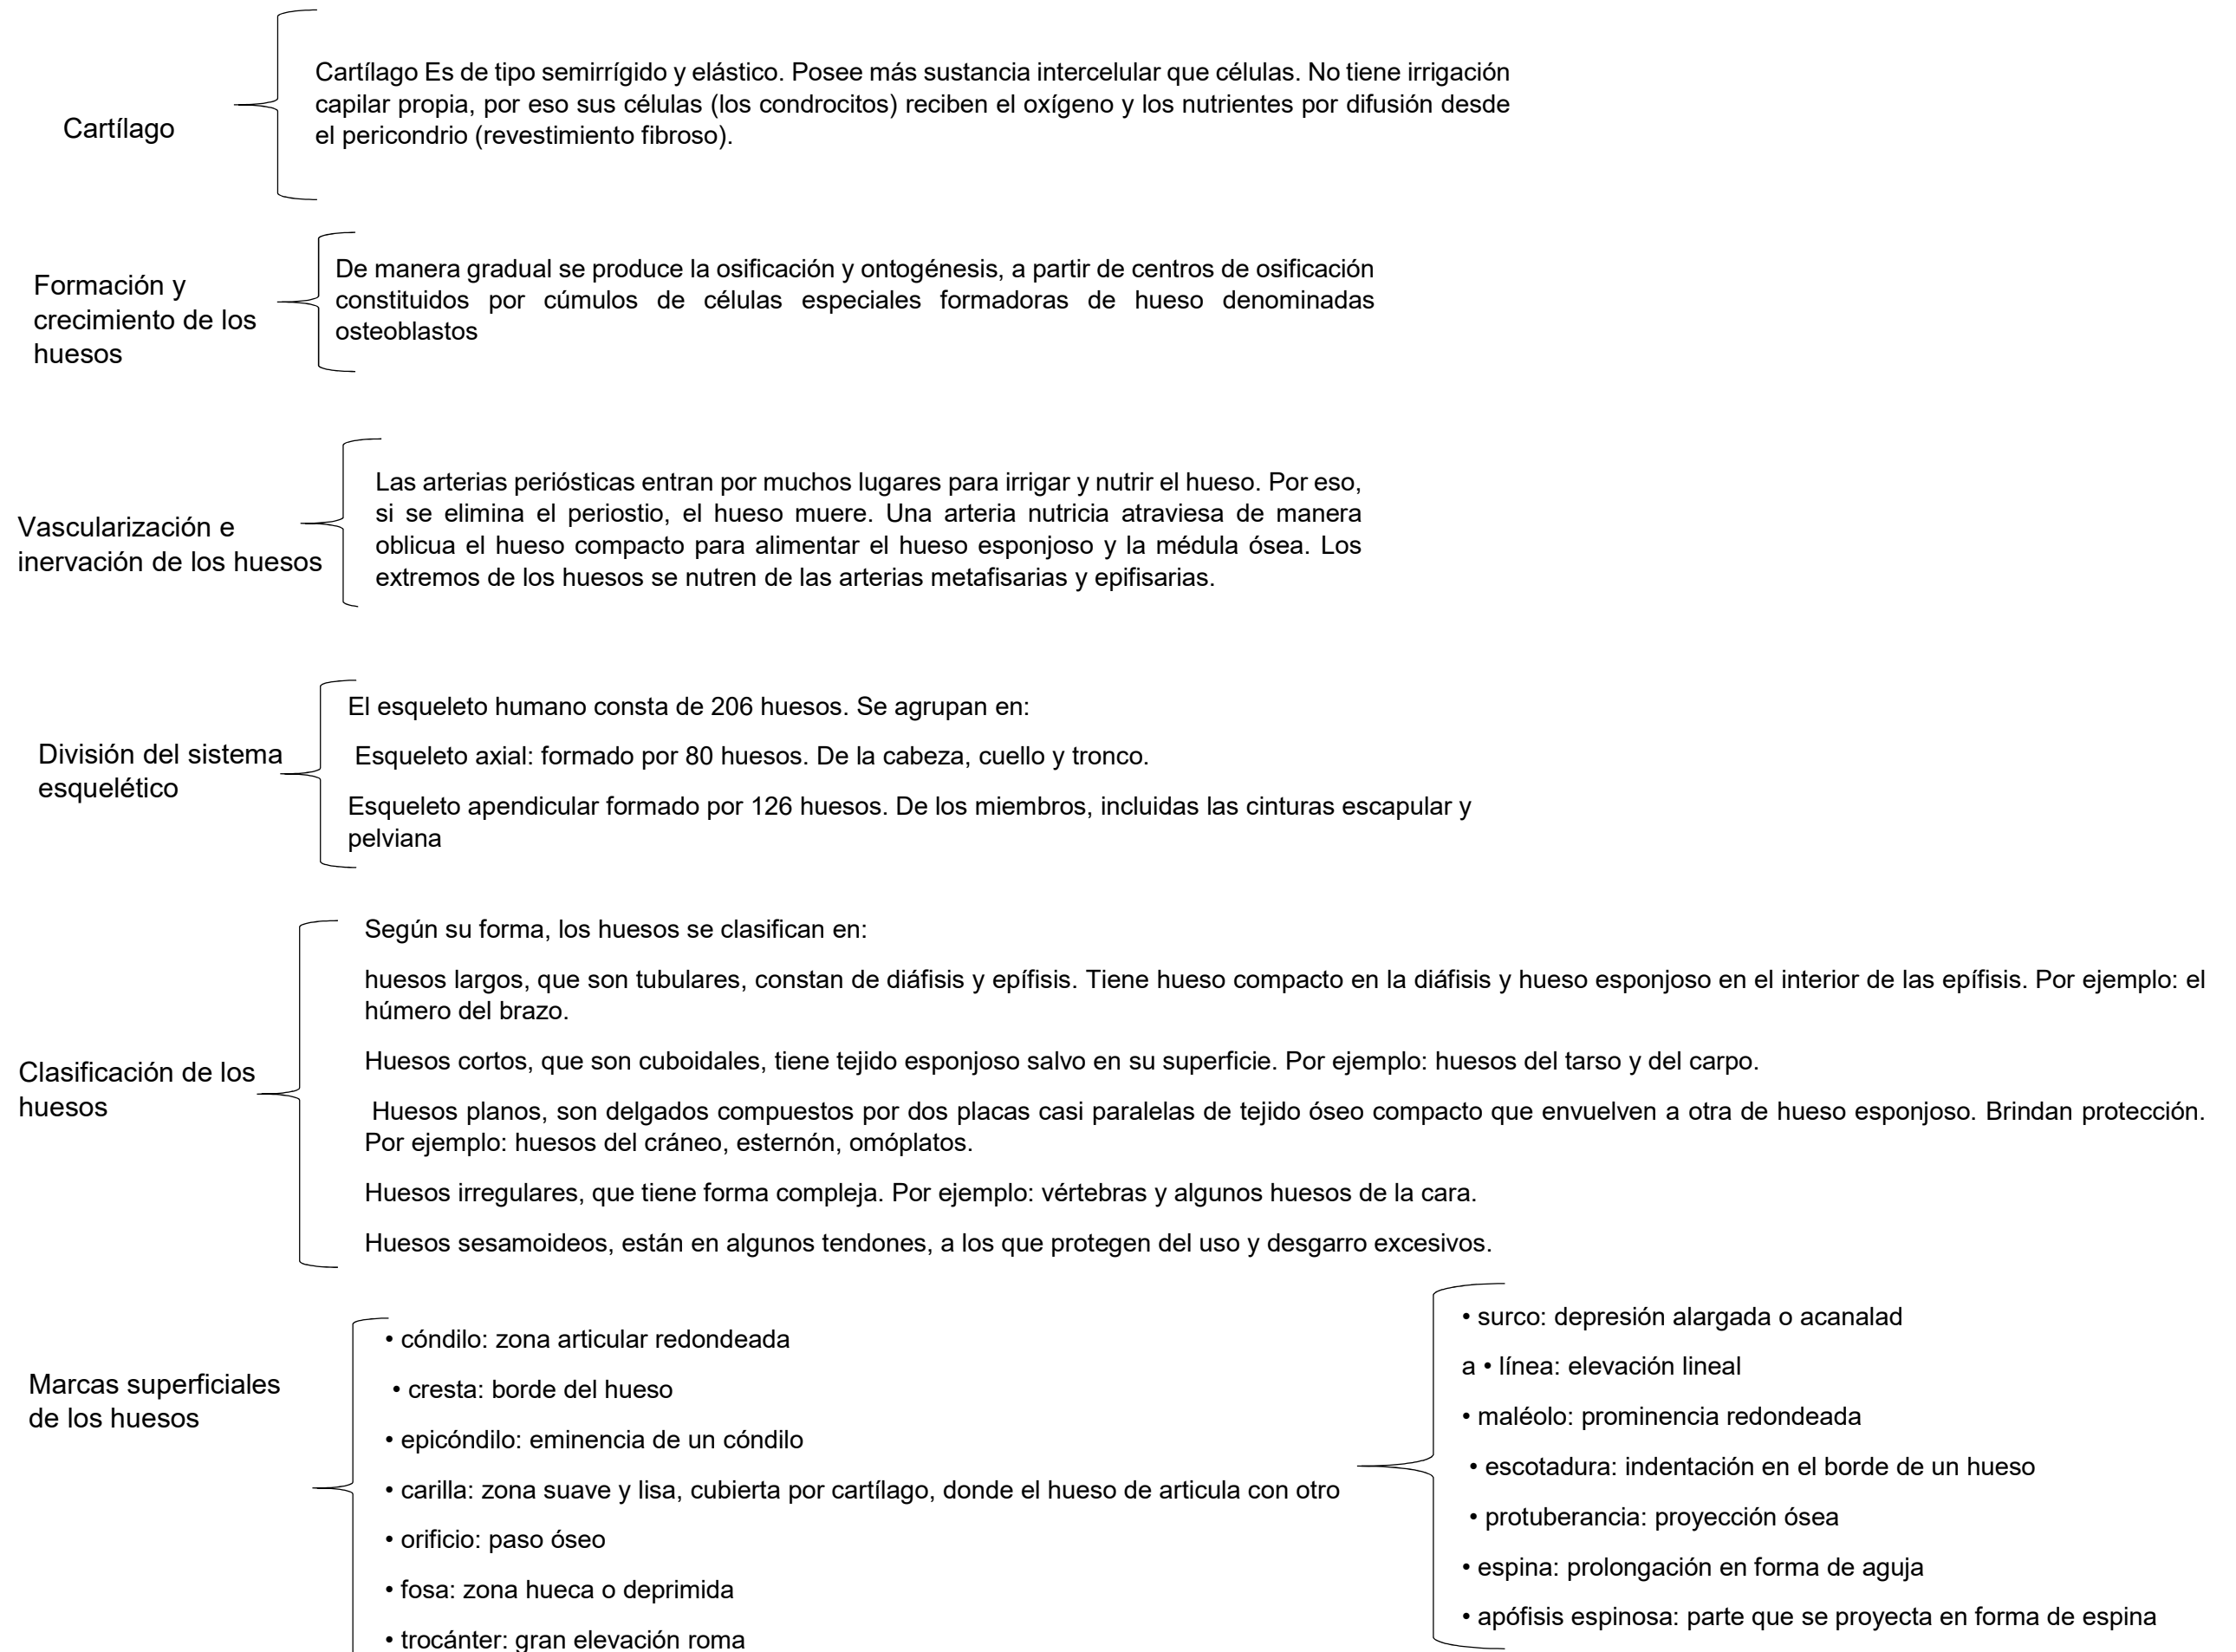 Cartílago
Cartílago Es de tipo semirrígido y elástico. Posee más sustancia intercelular que células. No tiene irrigación
capilar propia, por eso sus células (los condrocitos) reciben el oxígeno y los nutrientes por difusión desde
el pericondrio (revestimiento fibroso).
Formación y
crecimiento de los
huesos
De manera gradual se produce la osificación y ontogénesis, a partir de centros de osificación
constituidos por cúmulos de células especiales formadoras de hueso denominadas
osteoblastos
Vascularización e
inervación de los huesos
Las arterias periósticas entran por muchos lugares para irrigar y nutrir el hueso. Por eso,
si se elimina el periostio, el hueso muere. Una arteria nutricia atraviesa de manera
oblicua el hueso compacto para alimentar el hueso esponjoso y la médula ósea. Los
extremos de los huesos se nutren de las arterias metafisarias y epifisarias.
División del sistema
esquelético
El esqueleto humano consta de 206 huesos. Se agrupan en:
Esqueleto axial: formado por 80 huesos. De la cabeza, cuello y tronco.
Esqueleto apendicular formado por 126 huesos. De los miembros, incluidas las cinturas escapular y
pelviana
Clasificación de los
huesos
Según su forma, los huesos se clasifican en:
huesos largos, que son tubulares, constan de diáfisis y epífisis. Tiene hueso compacto en la diáfisis y hueso esponjoso en el interior de las epífisis. Por ejemplo: el
húmero del brazo.
Huesos cortos, que son cuboidales, tiene tejido esponjoso salvo en su superficie. Por ejemplo: huesos del tarso y del carpo.
Huesos planos, son delgados compuestos por dos placas casi paralelas de tejido óseo compacto que envuelven a otra de hueso esponjoso. Brindan protección.
Por ejemplo: huesos del cráneo, esternón, omóplatos.
Huesos irregulares, que tiene forma compleja. Por ejemplo: vértebras y algunos huesos de la cara.
Huesos sesamoideos, están en algunos tendones, a los que protegen del uso y desgarro excesivos.
Marcas superficiales
de los huesos
• cóndilo: zona articular redondeada
• cresta: borde del hueso
• epicóndilo: eminencia de un cóndilo
• carilla: zona suave y lisa, cubierta por cartílago, donde el hueso de articula con otro
• orificio: paso óseo
• fosa: zona hueca o deprimida
• trocánter: gran elevación roma
• surco: depresión alargada o acanalad
a • línea: elevación lineal
• maléolo: prominencia redondeada
• escotadura: indentación en el borde de un hueso
• protuberancia: proyección ósea
• espina: prolongación en forma de aguja
• apófisis espinosa: parte que se proyecta en forma de espina